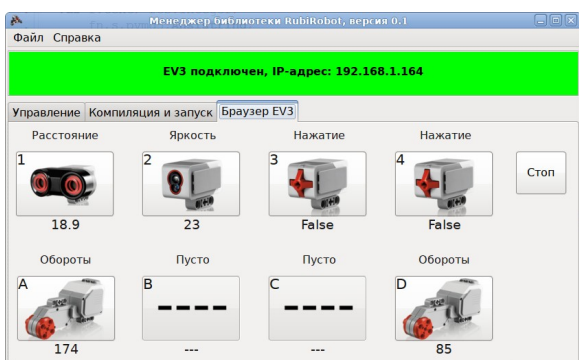 Менеджер библиотеки RubiRobot, версия 0.1
Файл Справка
EV3 подключен, IP-адрес: 192.168.1.164
Управление Компиляция и запуск Браузер EV3
Расстояние Яркость Нажатие Нажатие
1 2 3 4 Стоп
18.9 23 False False
Обороты Пусто Пусто Обороты
A B C D
---- ----
174 --- --- 85